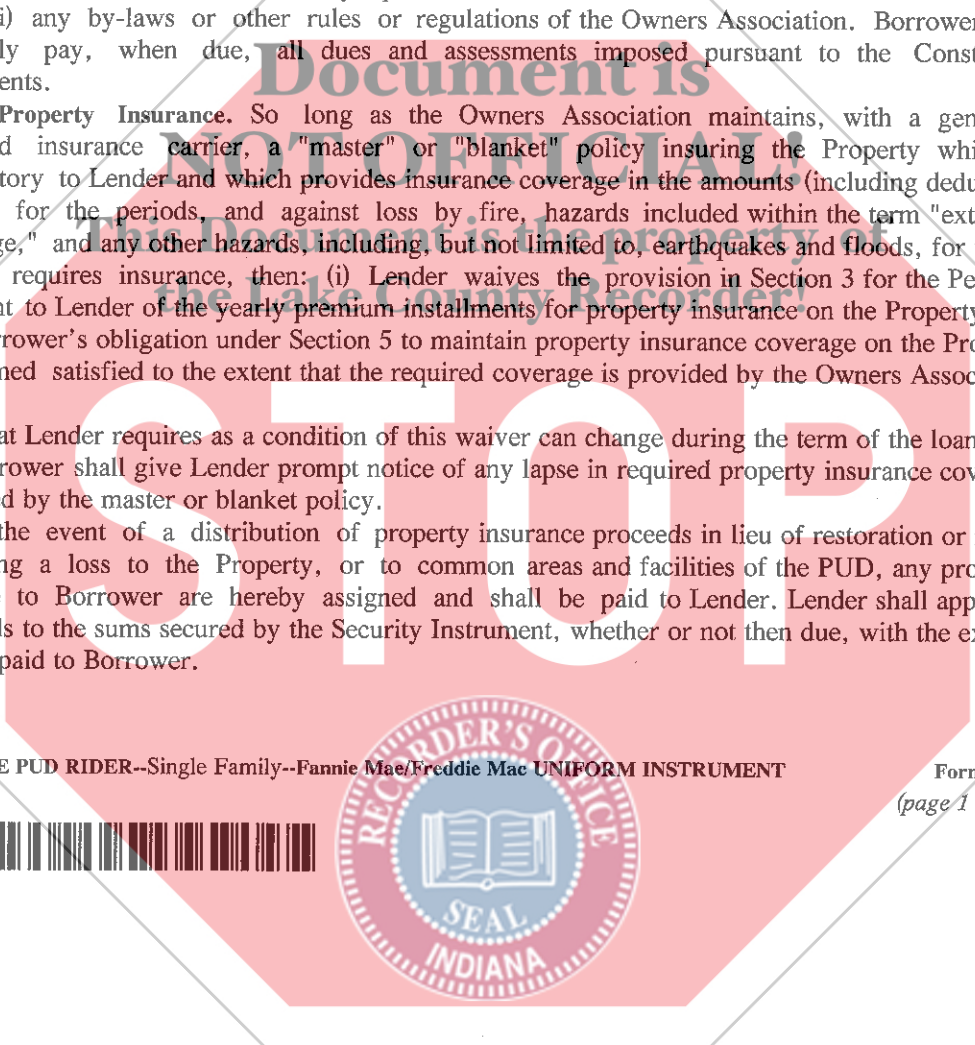 i) any by-laws or other rules or regulations of the Owners Association. Borrower
ly pay, when due, all dues and assessments imposed pursuant to the Const
ents.
Document is
Property Insurance. So long as the Owners Association maintains, with a gen
d insurance carrier, a "master" or "blanket" policy insuring the Property whi
NOT OFFICIAL!
tory to Lender and which provides insurance coverage in the amounts (including dedu
for the periods, and against loss by fire, hazards included within the term "ext
This Document is the property of
ge," and any other hazards, including, but not limited to, earthquakes and floods, for
requires insurance, then: (i) Lender waives the provision in Section 3 for the Pe
the Lake County Recorder!
nt to Lender of the yearly premium installments for property insurance on the Property
rrower's obligation under Section 5 to maintain property insurance coverage on the Pro
ned satisfied to the extent that the required coverage is provided by the Owners Assoc
STOP
at Lender requires as a condition of this waiver can change during the term of the loan
rower shall give Lender prompt notice of any lapse in required property insurance cov
d by the master or blanket policy.
the event of a distribution of property insurance proceeds in lieu of restoration or
ng a loss to the Property, or to common areas and facilities of the PUD, any pro
to Borrower are hereby assigned and shall be paid to Lender. Lender shall app
ls to the sums secured by the Security Instrument, whether or not then due, with the ex
paid to Borrower.
E PUD RIDER--Single Family--Fannie Mae/Freddie Mac UNIFORM INSTRUMENT
Form
(page 1
RECORDER'S OFFICE
SEAL
INDIANA